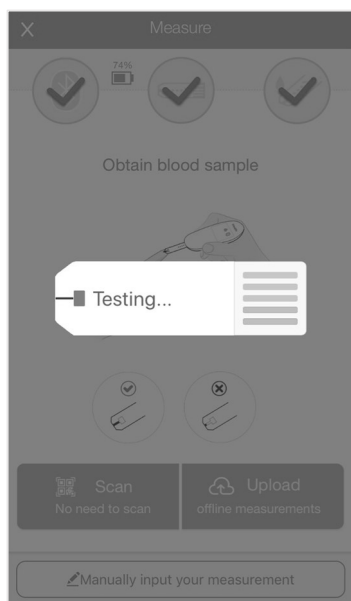 Measure
74%
Obtain blood sample
Testing...
Scan
No need to scan
Upload
offline measurements
Manually input your measurement